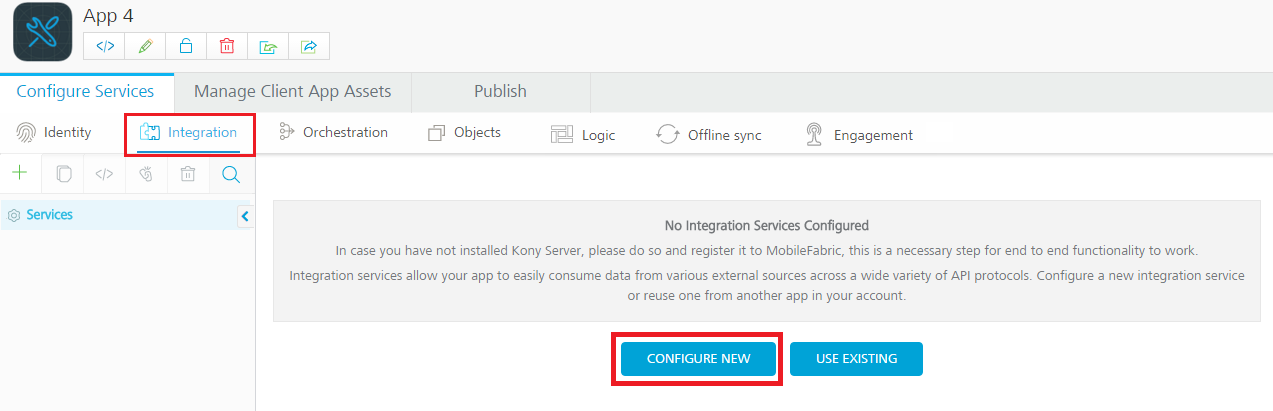 App 4
</>
Configure Services
Manage Client App Assets
Publish
Identity
Integration
Orchestration
Objects
Logic
Offline sync
Engagement
</>
Services
No Integration Services Configured
In case you have not installed Kony Server, please do so and register it to MobileFabric, this is a necessary step for end to end functionality to work.
Integration services allow your app to easily consume data from various external sources across a wide variety of API protocols. Configure a new integration service
or reuse one from another app in your account.
CONFIGURE NEW
USE EXISTING